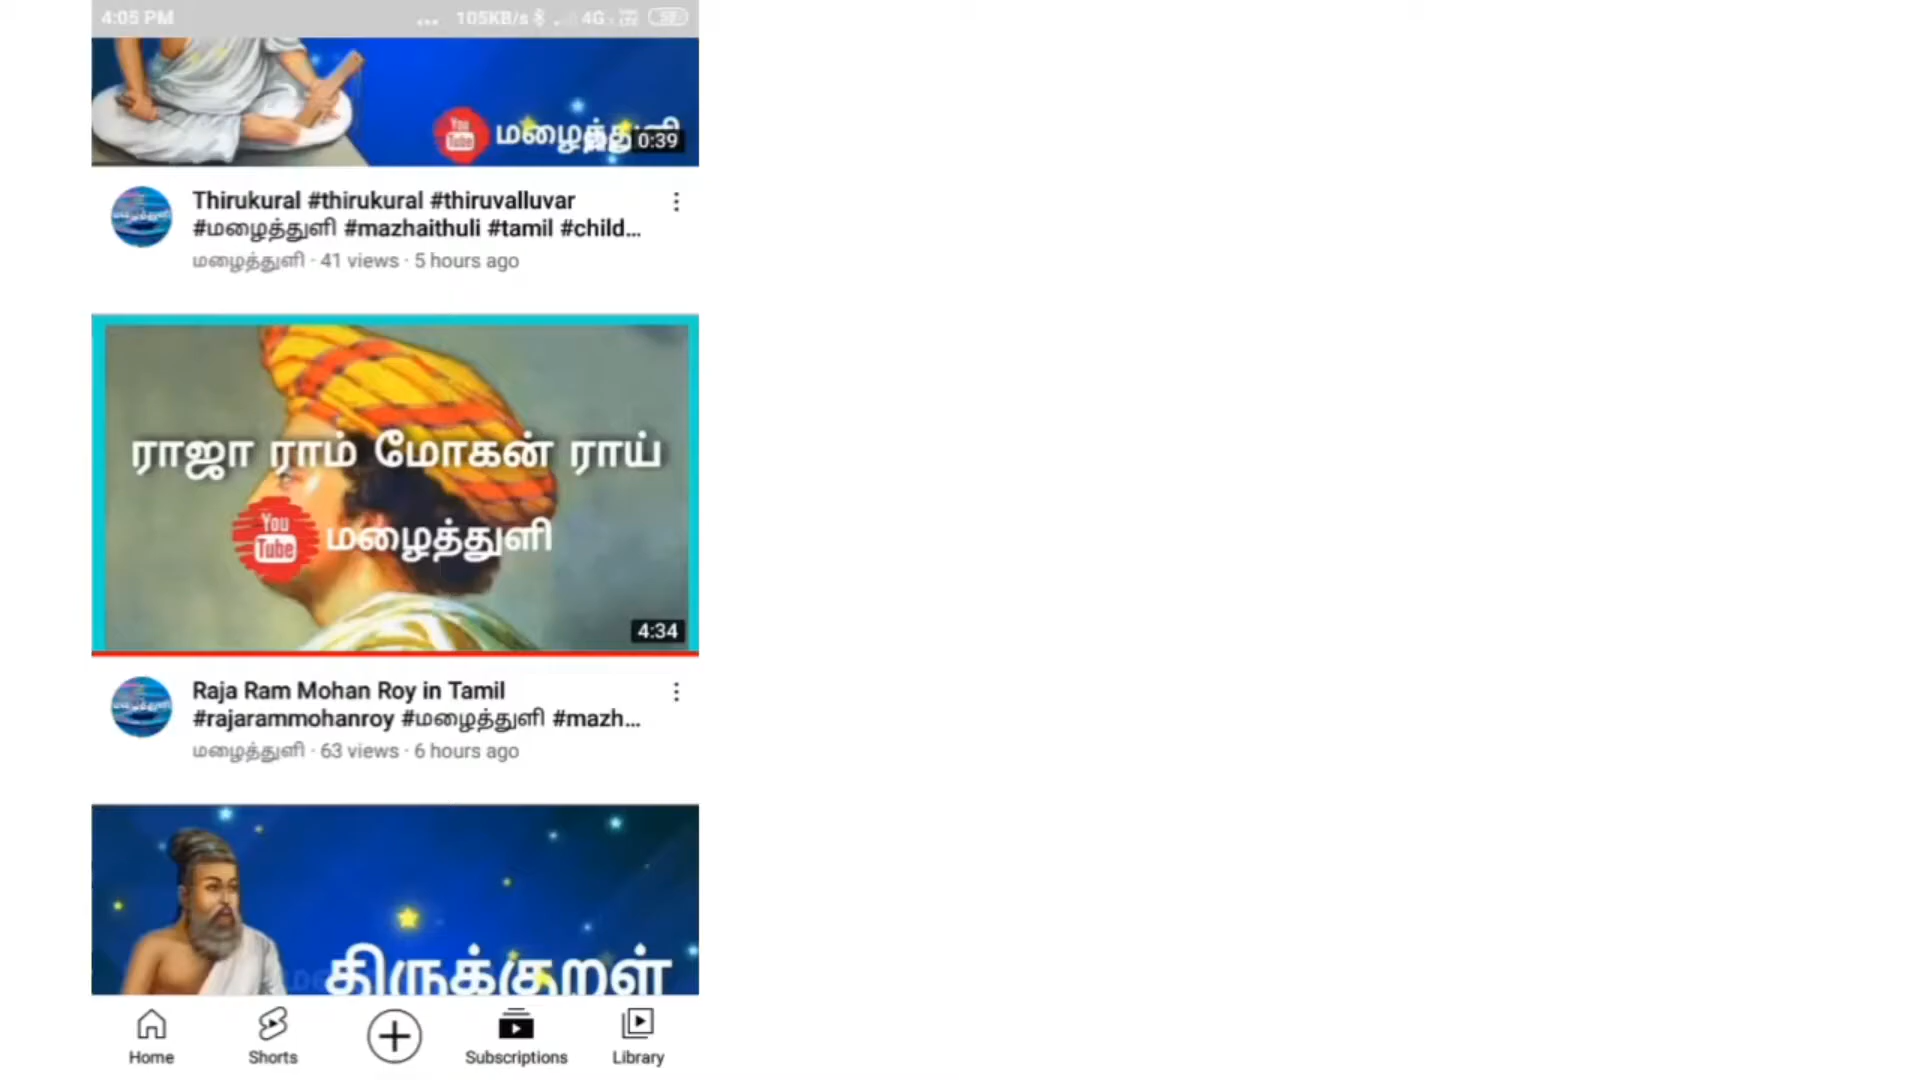 4:05 PM ... 105KB/s 4G
You
Tube
மழைத்துளி
0:39
Thirukural #thirukural #thiruvalluvar
#மழைத்துளி #mazhaithuli #tamil #child...
மழைத்துளி · 41 views · 5 hours ago
ராஜா ராம் மோகன் ராய்
You
Tube
மழைத்துளி
4:34
Raja Ram Mohan Roy in Tamil
#rajarammohanroy #மழைத்துளி #mazh...
மழைத்துளி · 63 views · 6 hours ago
திருக்குறள்
Home Shorts Subscriptions Library